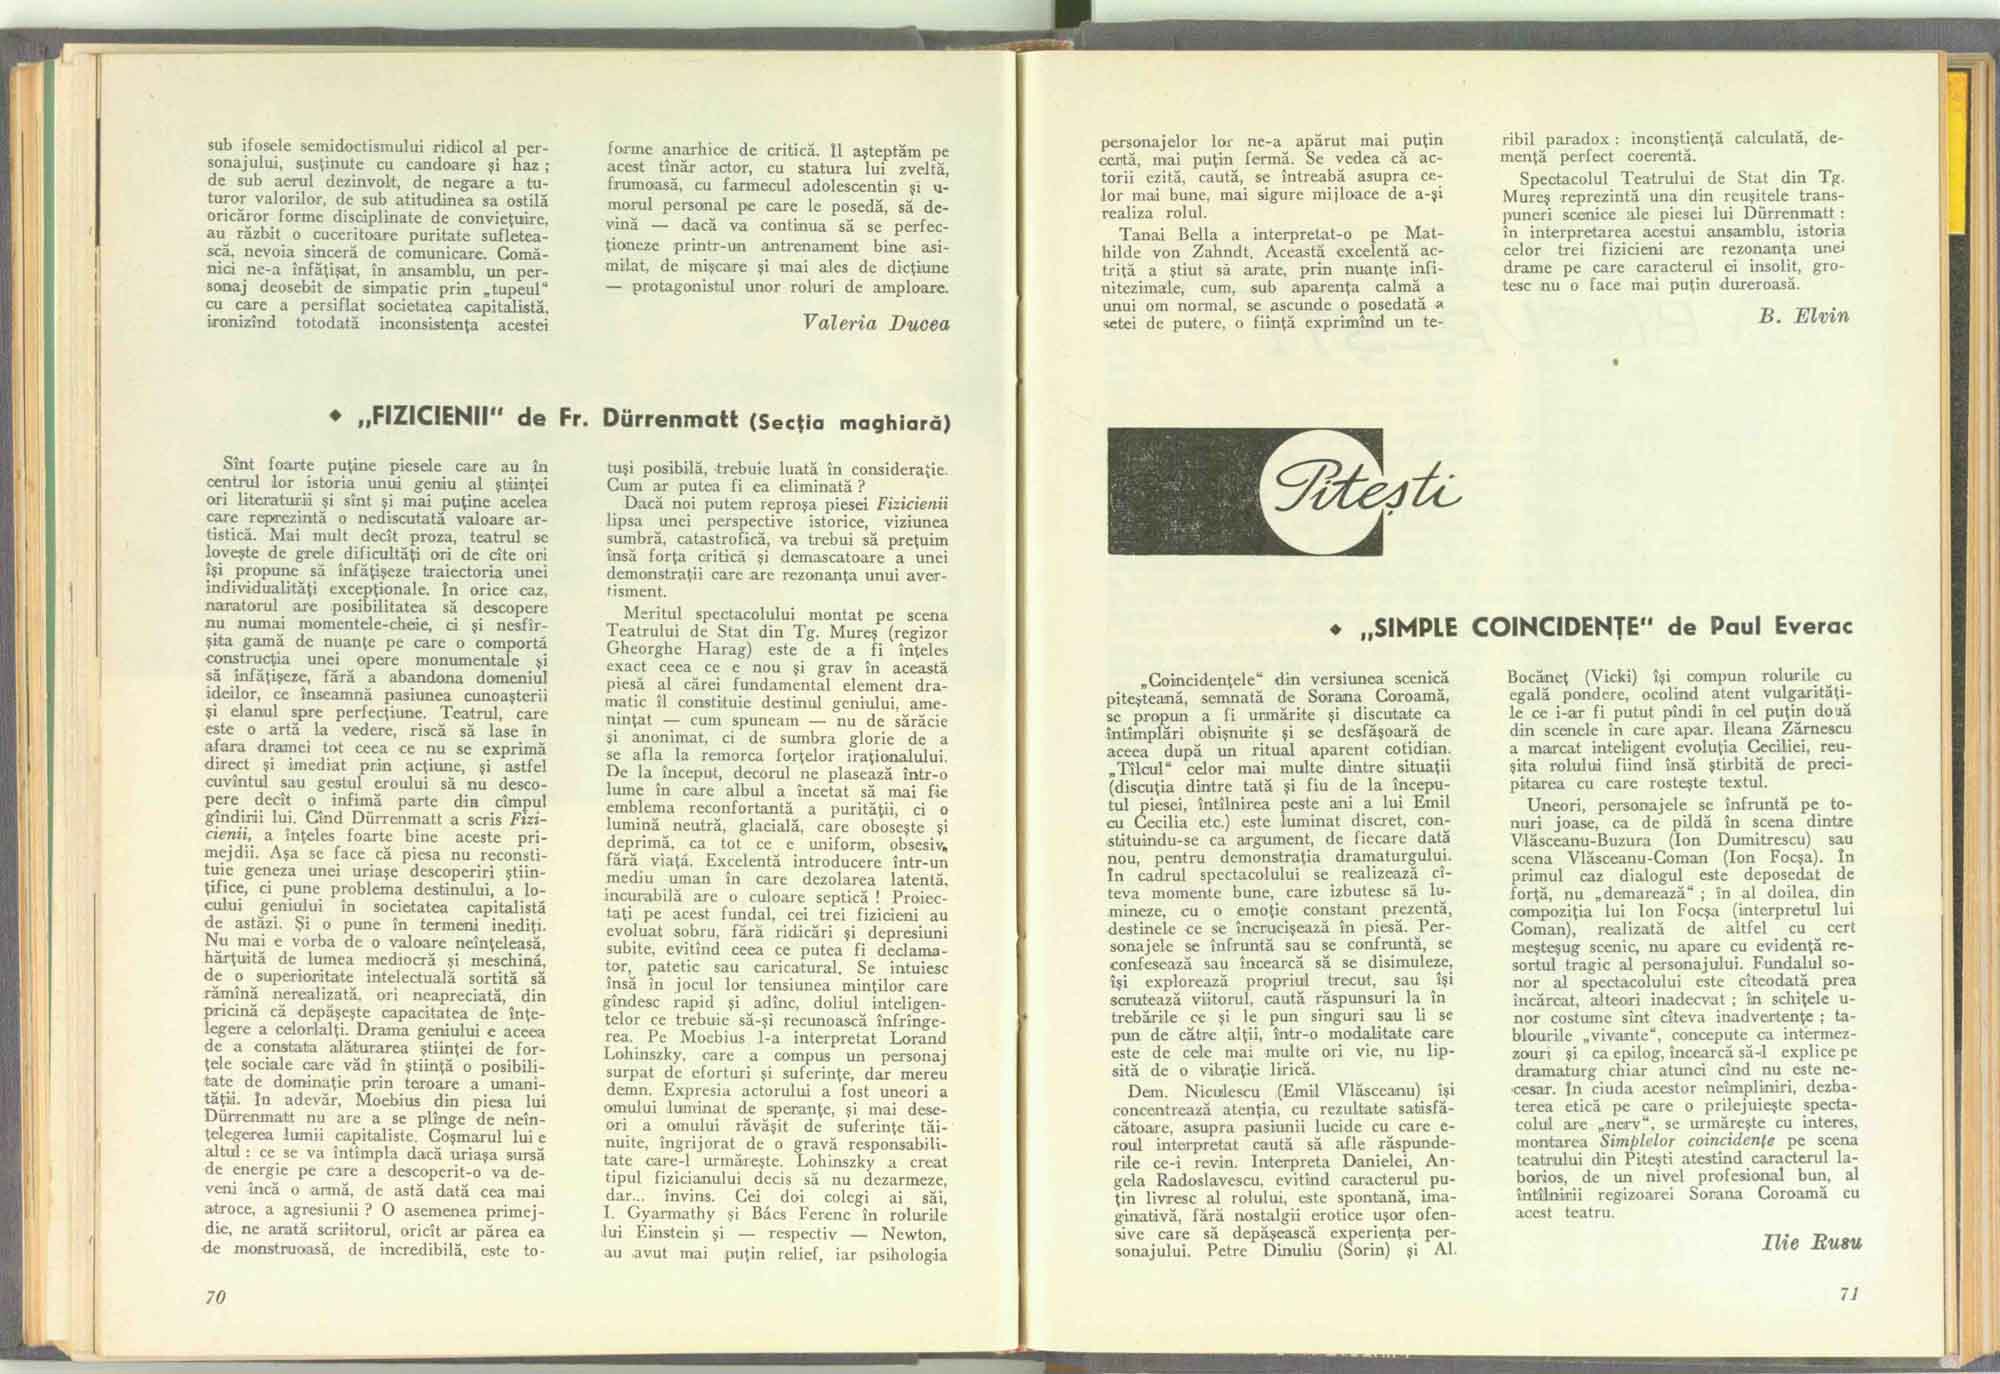 sub ifosele semidoctismului ridicol al per-
sonajului, susținute cu candoare și haz ;
de sub aerul dezinvolt, de negare a tu-
turor valorilor, de sub atitudinea sa ostilă
oricăror forme disciplinate de conviețuire,
au răzbit o cuceritoare puritate sufletea-
scă, nevoia sinceră de comunicare. Comă-
nici ne-a înfățișat, în ansamblu, un per-
sonaj deosebit de simpatic prin „tupeul“
cu care a persiflat societatea capitalistă,
ironizînd totodată inconsistența acestei
forme anarhice de critică. Îl așteptăm pe
acest tînăr actor, cu statura lui zveltă,
frumoasă, cu farmecul adolescentin și u-
morul personal pe care le posedă, să de-
vină — dacă va continua să se perfec-
ționeze printr-un antrenament bine asi-
milat, de mișcare și mai ales de dicțiune
— protagonistul unor roluri de amploare.
Valeria Ducea
♦ „FIZICIENII“ de Fr. Dürrenmatt (Secția maghiară)
Sînt foarte puține piesele care au în
centrul lor istoria unui geniu al științei
ori literaturii și sînt și mai puține acelea
care reprezintă o nediscutată valoare ar-
tistică. Mai mult decît proza, teatrul se
lovește de grele dificultăți ori de cîte ori
își propune să înfățișeze traiectoria unei
individualități excepționale. În orice caz,
naratorul are posibilitatea să descopere
nu numai momentele-cheie, ci și nesfîr-
șita gamă de nuanțe pe care o comportă
construcția unei opere monumentale și
să înfățișeze, fără a abandona domeniul
ideilor, ce înseamnă pasiunea cunoașterii
și elanul spre perfecțiune. Teatrul, care
este o artă la vedere, riscă să lase în
afara dramei tot ceea ce nu se exprimă
direct și imediat prin acțiune, și astfel
cuvîntul sau gestul eroului să nu desco-
pere decît o infimă parte din cîmpul
gîndirii lui. Cînd Dürrenmatt a scris Fizi-
cienii, a înțeles foarte bine aceste pri-
mejdii. Așa se face că piesa nu reconsti-
tuie geneza unei uriașe descoperiri știin-
țifice, ci pune problema destinului, a lo-
cului geniului în societatea capitalistă
de astăzi. Și o pune în termeni inediți.
Nu mai e vorba de o valoare neînțeleasă,
hărțuită de lumea mediocră și meschină,
de o superioritate intelectuală sortită să
rămînă nerealizată, ori neapreciată, din
pricină că depășește capacitatea de înțe-
legere a celorlalți. Drama geniului e aceea
de a constata alăturarea științei de for-
țele sociale care văd în știință o posibili-
tate de dominație prin teroare a umani-
tății. În adevăr, Moebius din piesa lui
Dürrenmatt nu are a se plînge de neîn-
țelegerea lumii capitaliste. Coșmarul lui e
altul : ce se va întîmpla dacă uriașa sursă
de energie pe care a descoperit-o va de-
veni încă o armă, de astă dată cea mai
atroce, a agresiunii ? O asemenea primej-
die, ne arată scriitorul, oricît ar părea ea
de monstruoasă, de incredibilă, este to-
tuși posibilă, trebuie luată în considerație.
Cum ar putea fi ea eliminată ?
Dacă noi putem reproșa piesei Fizicienii
lipsa unei perspective istorice, viziunea
sumbră, catastrofică, va trebui să prețuim
însă forța critică și demascatoare a unei
demonstrații care are rezonanța unui aver-
tisment.
Meritul spectacolului montat pe scena
Teatrului de Stat din Tg. Mureș (regizor
Gheorghe Harag) este de a fi înțeles
exact ceea ce e nou și grav în această
piesă al cărei fundamental element dra-
matic îl constituie destinul geniului, ame-
nințat — cum spuneam — nu de sărăcie
și anonimat, ci de sumbra glorie de a
se afla la remorca forțelor iraționalului.
De la început, decorul ne plasează într-o
lume în care albul a încetat să mai fie
emblema reconfortantă a purității, ci o
lumină neutră, glacială, care obosește și
deprimă, ca tot ce e uniform, obsesiv,
fără viață. Excelentă introducere într-un
mediu uman în care dezolarea latentă,
incurabilă are o culoare septică ! Proiec-
tați pe acest fundal, cei trei fizicieni au
evoluat sobru, fără ridicări și depresiuni
subite, evitînd ceea ce putea fi declama-
tor, patetic sau caricatural. Se intuiesc
însă în jocul lor tensiunea minților care
gîndesc rapid și adînc, doliul inteligen-
țelor ce trebuie să-și recunoască înfrînge-
rea. Pe Moebius l-a interpretat Lorand
Lohinszky, care a compus un personaj
surpat de eforturi și suferințe, dar mereu
demn. Expresia actorului a fost uneori a
omului luminat de speranțe, și mai dese-
ori a omului răvășit de suferințe tăi-
nuite, îngrijorat de o gravă responsabili-
tate care-l urmărește. Lohinszky a creat
tipul fizicianului decis să nu dezarmeze,
dar... învins. Cei doi colegi ai săi,
I. Gyarmathy și Bács Ferenc în rolurile
lui Einstein și — respectiv — Newton,
au avut mai puțin relief, iar psihologia
70
personajelor lor ne-a apărut mai puțin
certă, mai puțin fermă. Se vedea că ac-
torii ezită, caută, se întreabă asupra ce-
lor mai bune, mai sigure mijloace de a-și
realiza rolul.
Tanai Bella a interpretat-o pe Mat-
hilde von Zahndt. Această excelentă ac-
triță a știut să arate, prin nuanțe infi-
nitezimale, cum, sub aparența calmă a
unui om normal, se ascunde o posedată a
setei de putere, o ființă exprimînd un te-
ribil paradox : inconștiență calculată, de-
mență perfect coerentă.
Spectacolul Teatrului de Stat din Tg.
Mureș reprezintă una din reușitele trans-
puneri scenice ale piesei lui Dürrenmatt :
în interpretarea acestui ansamblu, istoria
celor trei fizicieni are rezonanța unei
drame pe care caracterul ei insolit, gro-
tesc nu o face mai puțin dureroasă.
B. Elvin
Pitești
♦ „SIMPLE COINCIDENȚE“ de Paul Everac
„Coincidențele“ din versiunea scenică
piteșteană, semnată de Sorana Coroamă,
se propun a fi urmărite și discutate ca
întîmplări obișnuite și se desfășoară de
aceea după un ritual aparent cotidian.
„Tîlcul“ celor mai multe dintre situații
(discuția dintre tată și fiu de la începu-
tul piesei, întîlnirea peste ani a lui Emil
cu Cecilia etc.) este luminat discret, con-
stituindu-se ca argument, de fiecare dată
nou, pentru demonstrația dramaturgului.
În cadrul spectacolului se realizează cî-
teva momente bune, care izbutesc să lu-
mineze, cu o emoție constant prezentă,
destinele ce se încrucișează în piesă. Per-
sonajele se înfruntă sau se confruntă, se
confesează sau încearcă să se disimuleze,
își explorează propriul trecut, sau își
scrutează viitorul, caută răspunsuri la în
trebările ce și le pun singuri sau li se
pun de către alții, într-o modalitate care
este de cele mai multe ori vie, nu lip-
sită de o vibrație lirică.
Dem. Niculescu (Emil Vlăsceanu) își
concentrează atenția, cu rezultate satisfă-
cătoare, asupra pasiunii lucide cu care e-
roul interpretat caută să afle răspunde-
rile ce-i revin. Interpreta Danielei, An-
gela Radoslavescu, evitînd caracterul pu-
țin livresc al rolului, este spontană, ima-
ginativă, fără nostalgii erotice ușor ofen-
sive care să depășească experiența per-
sonajului. Petre Dinuliu (Sorin) și Al.
Bocăneț (Vicki) își compun rolurile cu
egală pondere, ocolind atent vulgarități-
le ce i-ar fi putut pîndi în cel puțin două
din scenele în care apar. Ileana Zărnescu
a marcat inteligent evoluția Ceciliei, reu-
șita rolului fiind însă știrbită de preci-
pitarea cu care rostește textul.
Uneori, personajele se înfruntă pe to-
nuri joase, ca de pildă în scena dintre
Vlăsceanu-Buzura (Ion Dumitrescu) sau
scena Vlăsceanu-Coman (Ion Focșa). În
primul caz dialogul este deposedat de
forță, nu „demarează“ ; în al doilea, din
compoziția lui Ion Focșa (interpretul lui
Coman), realizată de altfel cu cert
meșteșug scenic, nu apare cu evidență re-
sortul tragic al personajului. Fundalul so-
nor al spectacolului este cîteodată prea
încărcat, alteori inadecvat ; în schițele u-
nor costume sînt cîteva inadvertențe ; ta-
blourile „vivante“, concepute ca intermez-
zouri și ca epilog, încearcă să-l explice pe
dramaturg chiar atunci cînd nu este ne-
cesar. În ciuda acestor neîmpliniri, dezba-
terea etică pe care o prilejuiește specta-
colul are „nerv“, se urmărește cu interes,
montarea Simplelor coincidențe pe scena
teatrului din Pitești atestînd caracterul la-
borios, de un nivel profesional bun, al
întîlnirii regizoarei Sorana Coroamă cu
acest teatru.
Ilie Rusu
71